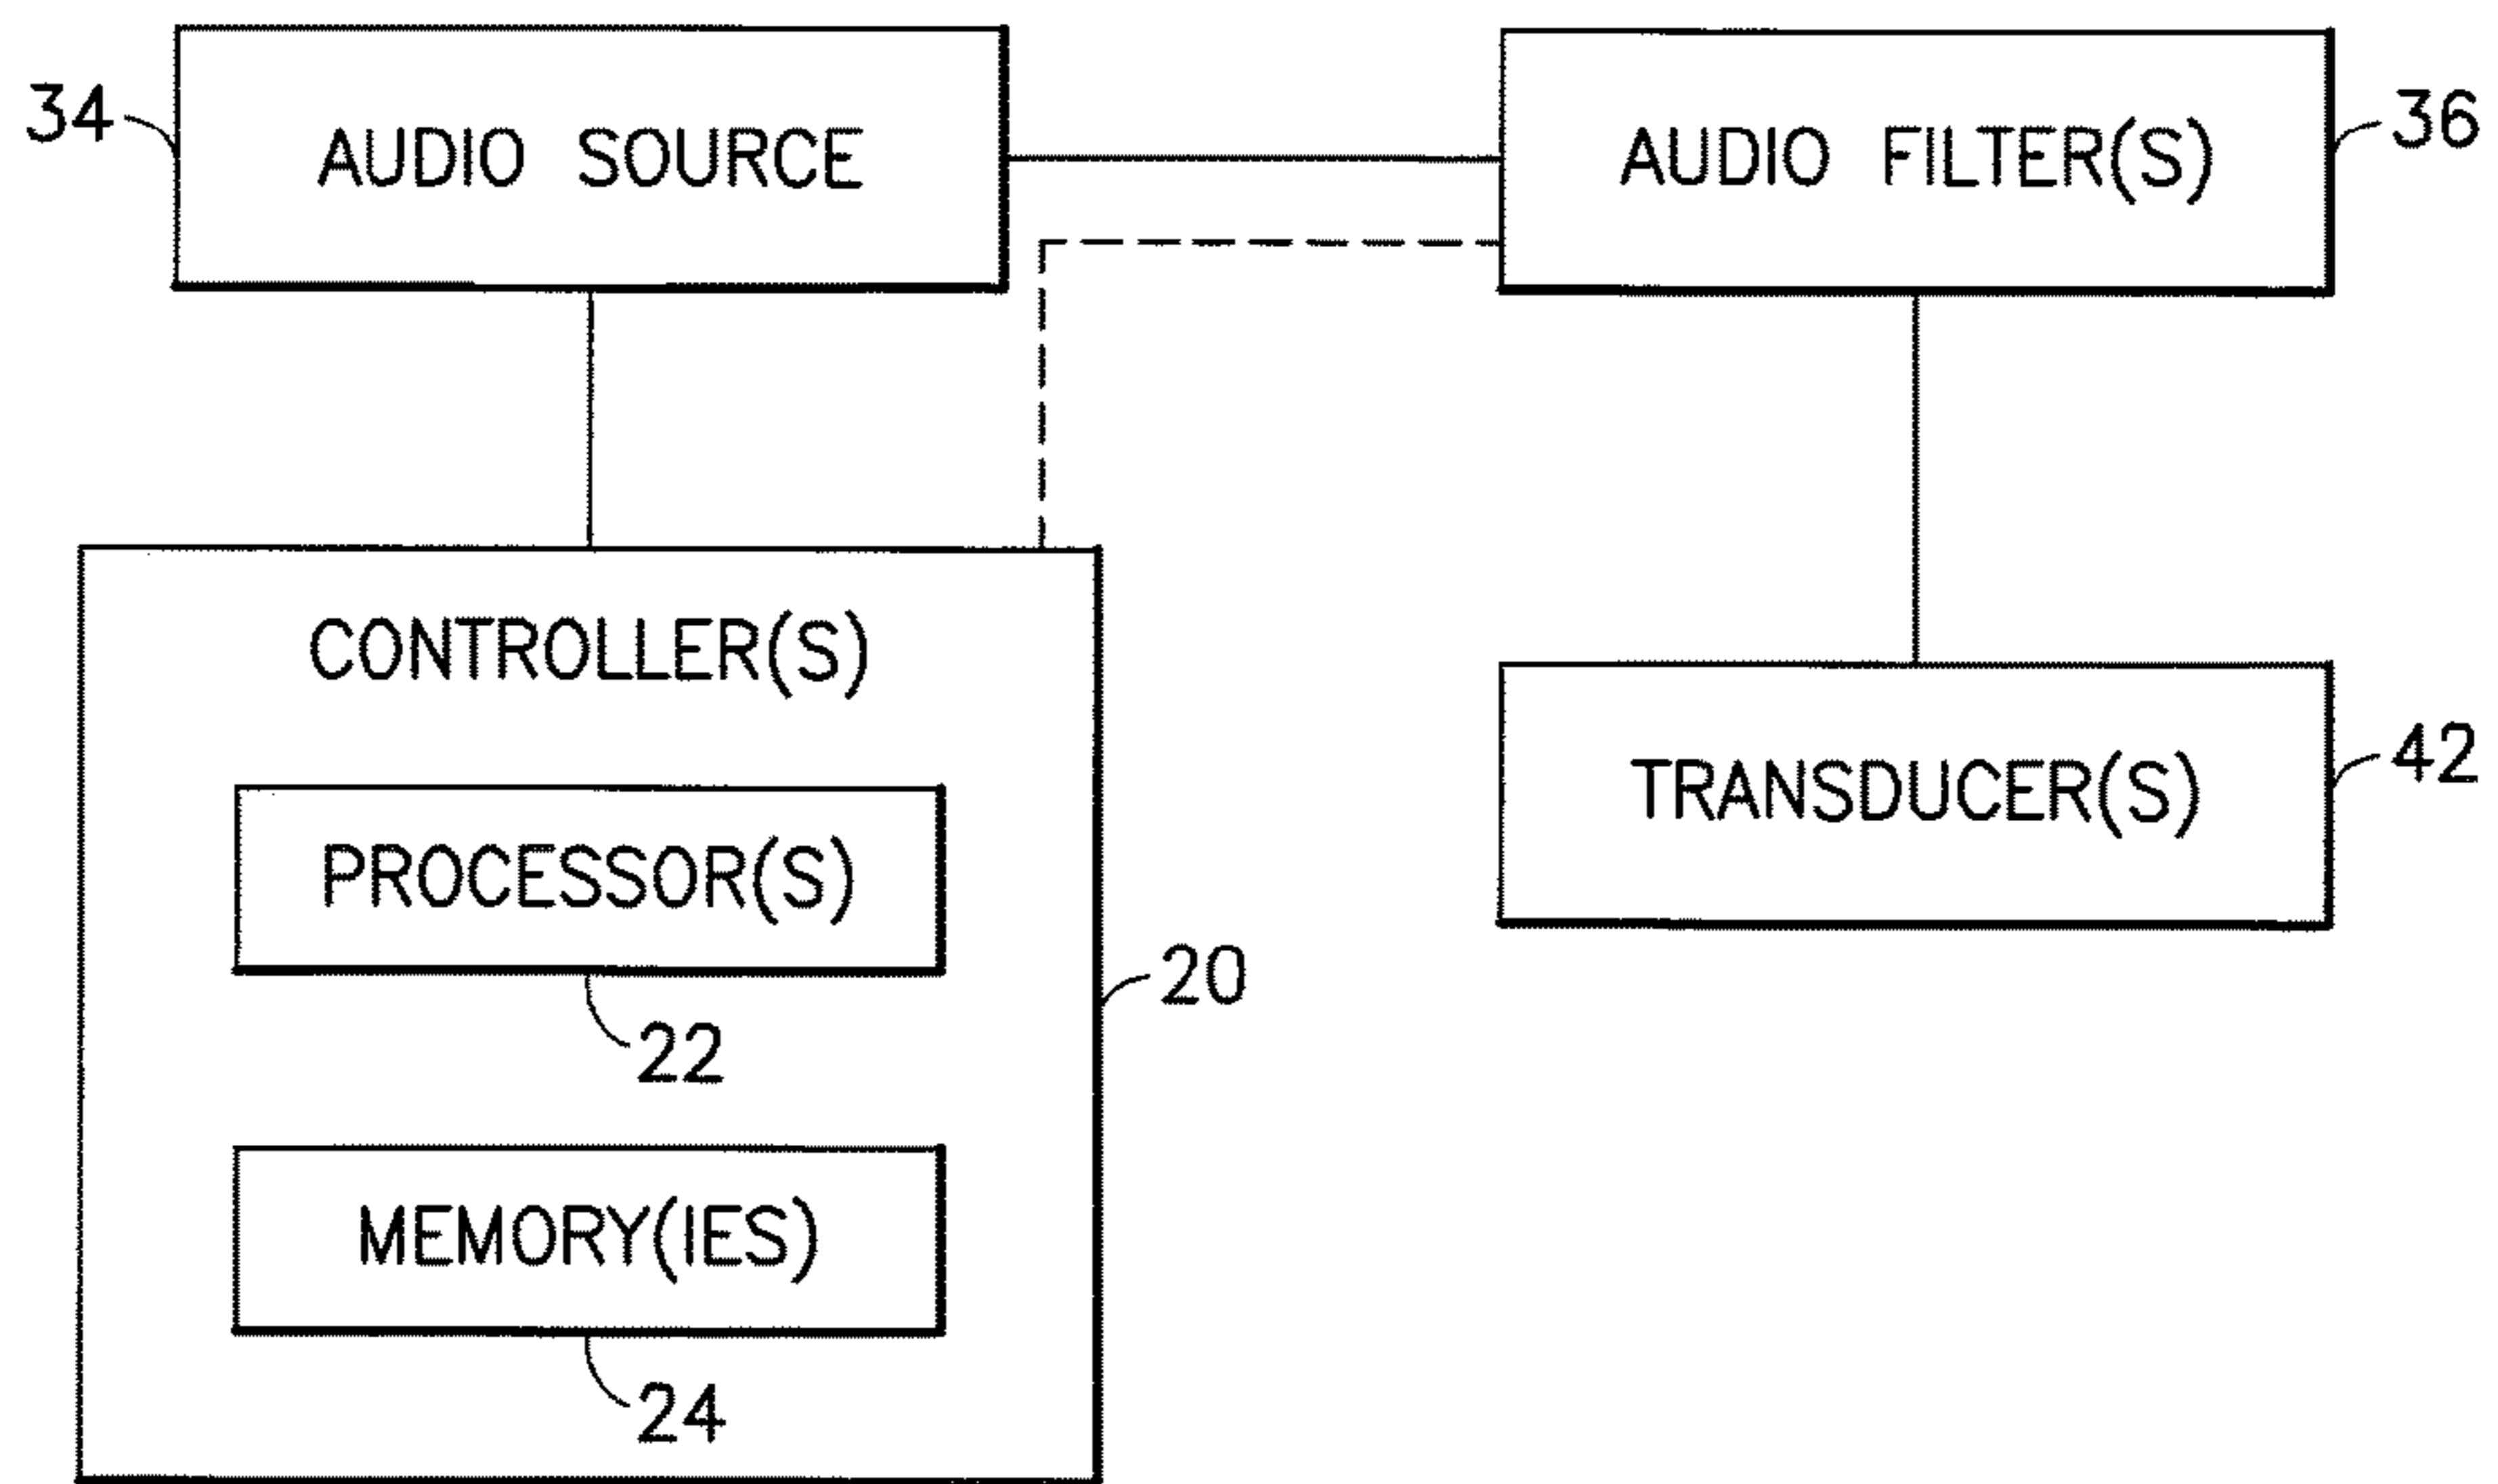 34
AUDIO SOURCE
AUDIO FILTER(S)
36
CONTROLLER(S)
PROCESSOR(S)
22
MEMORY(IES)
24
20
TRANSDUCER(S)
42